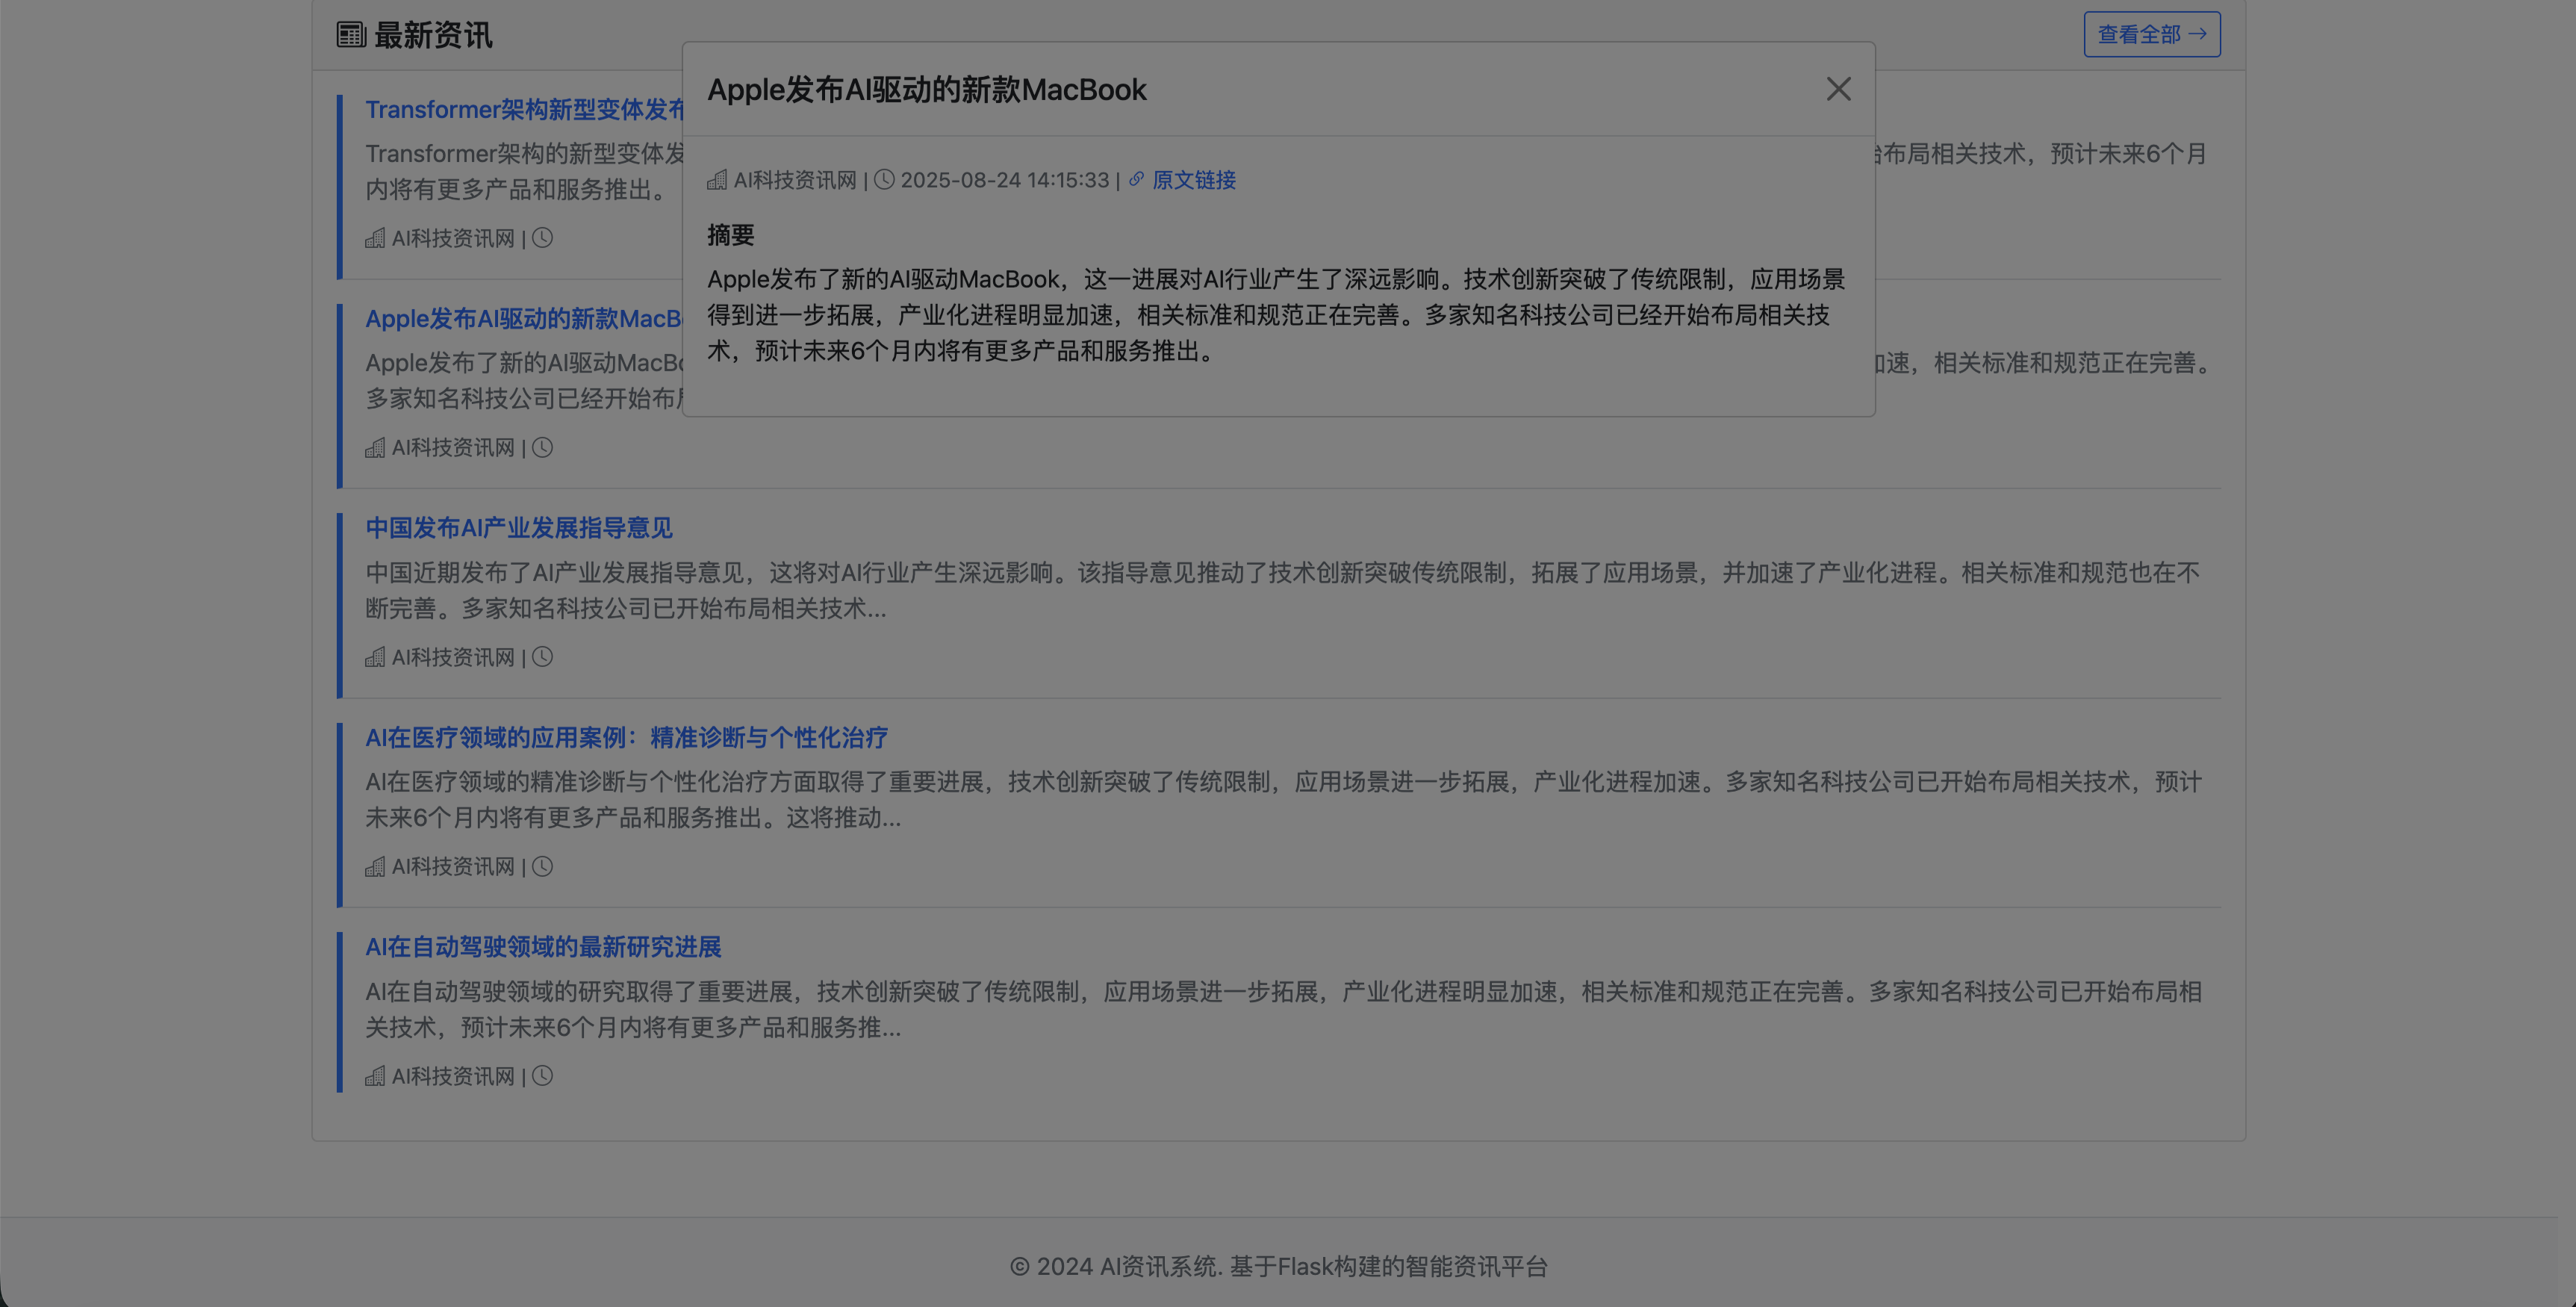 最新资讯
查看全部 →
Apple发布AI驱动的新款MacBook
AI科技资讯网 | 2025-08-24 14:15:33 | 原文链接
摘要
Apple发布了新的AI驱动MacBook，这一进展对AI行业产生了深远影响。技术创新突破了传统限制，应用场景
得到进一步拓展，产业化进程明显加速，相关标准和规范正在完善。多家知名科技公司已经开始布局相关技
术，预计未来6个月内将有更多产品和服务推出。
Transformer架构新型变体发布
Transformer架构的新型变体发
布局相关技术，预计未来6个月
内将有更多产品和服务推出。
AI科技资讯网 |
Apple发布AI驱动的新款MacB
Apple发布了新的AI驱动MacB
速，相关标准和规范正在完善。
多家知名科技公司已经开始布
AI科技资讯网 |
中国发布AI产业发展指导意见
中国近期发布了AI产业发展指导意见，这将对AI行业产生深远影响。该指导意见推动了技术创新突破传统限制，拓展了应用场景，并加速了产业化进程。相关标准和规范也在不
断完善。多家知名科技公司已开始布局相关技术...
AI科技资讯网 |
AI在医疗领域的应用案例：精准诊断与个性化治疗
AI在医疗领域的精准诊断与个性化治疗方面取得了重要进展，技术创新突破了传统限制，应用场景进一步拓展，产业化进程加速。多家知名科技公司已开始布局相关技术，预计
未来6个月内将有更多产品和服务推出。这将推动...
AI科技资讯网 |
AI在自动驾驶领域的最新研究进展
AI在自动驾驶领域的研究取得了重要进展，技术创新突破了传统限制，应用场景进一步拓展，产业化进程明显加速，相关标准和规范正在完善。多家知名科技公司已开始布局相
关技术，预计未来6个月内将有更多产品和服务推...
AI科技资讯网 |
© 2024 AI资讯系统. 基于Flask构建的智能资讯平台